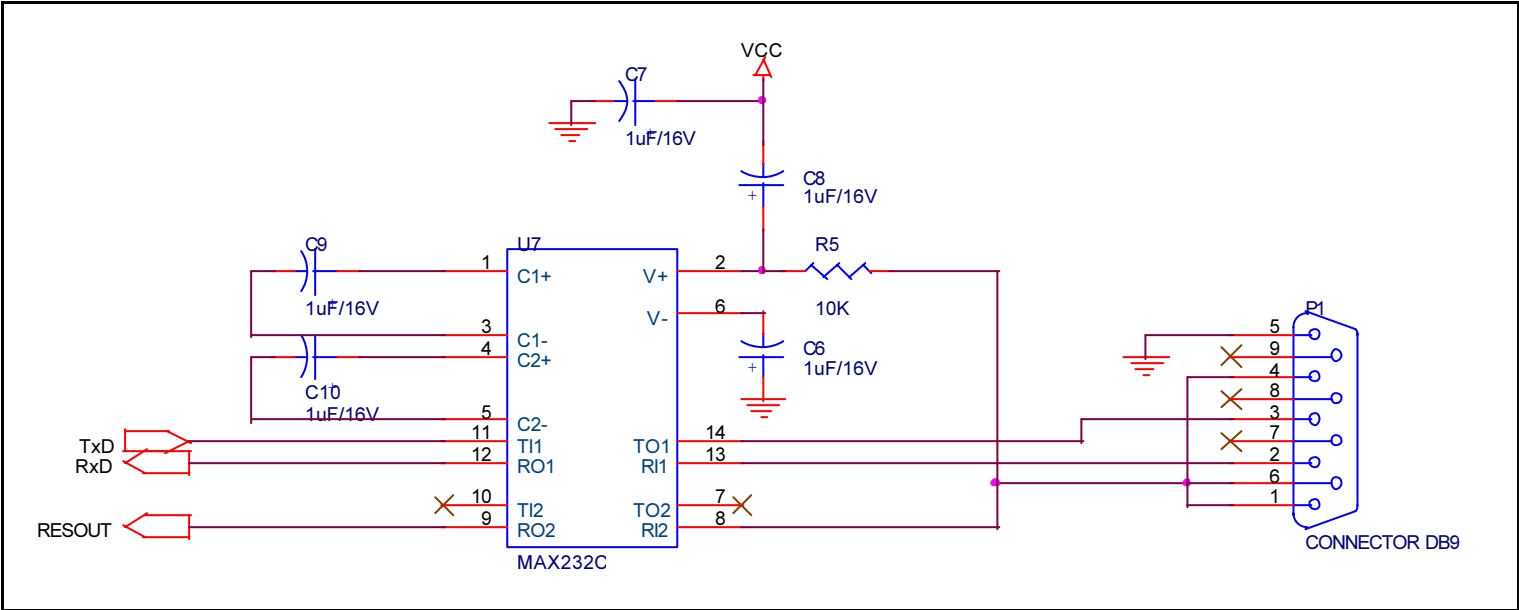 VCC
C7
1uF/16V
+
C8
1uF/16V
+
C9
1uF/16V
+
U7
R5
10K
1
C1+
V+
2
V-
6
3
C1-
4
C2+
C10
1uF/16V
+
C6
1uF/16V
+
5
C2-
TxD
11
TI1
TO1
14
RxD
12
RO1
RI1
13
10
TI2
TO2
7
RESOUT
9
RO2
RI2
8
MAX232C
P1
5
9
4
8
3
7
2
6
1
CONNECTOR DB9